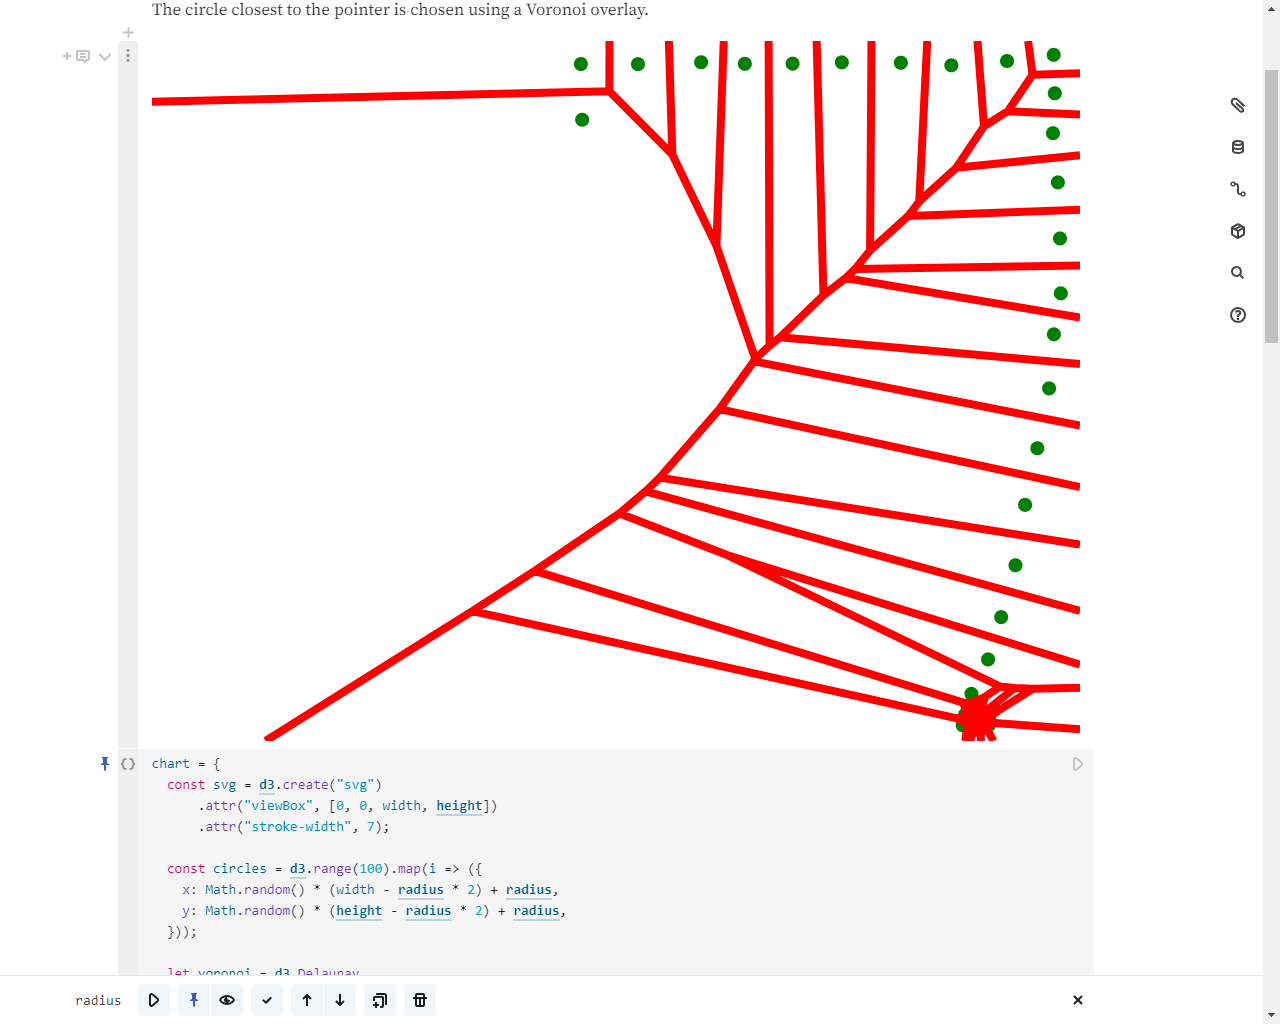 The circle closest to the pointer is chosen using a Voronoi overlay.
chart = {
const svg = d3.create("svg")
.attr("viewBox", [0, 0, width, height])
.attr("stroke-width", 7);
const circles = d3.range(100).map(i => ({
x: Math.random() * (width - radius * 2) + radius,
y: Math.random() * (height - radius * 2) + radius,
}));
let voronoi = d3.Delaunay
radius